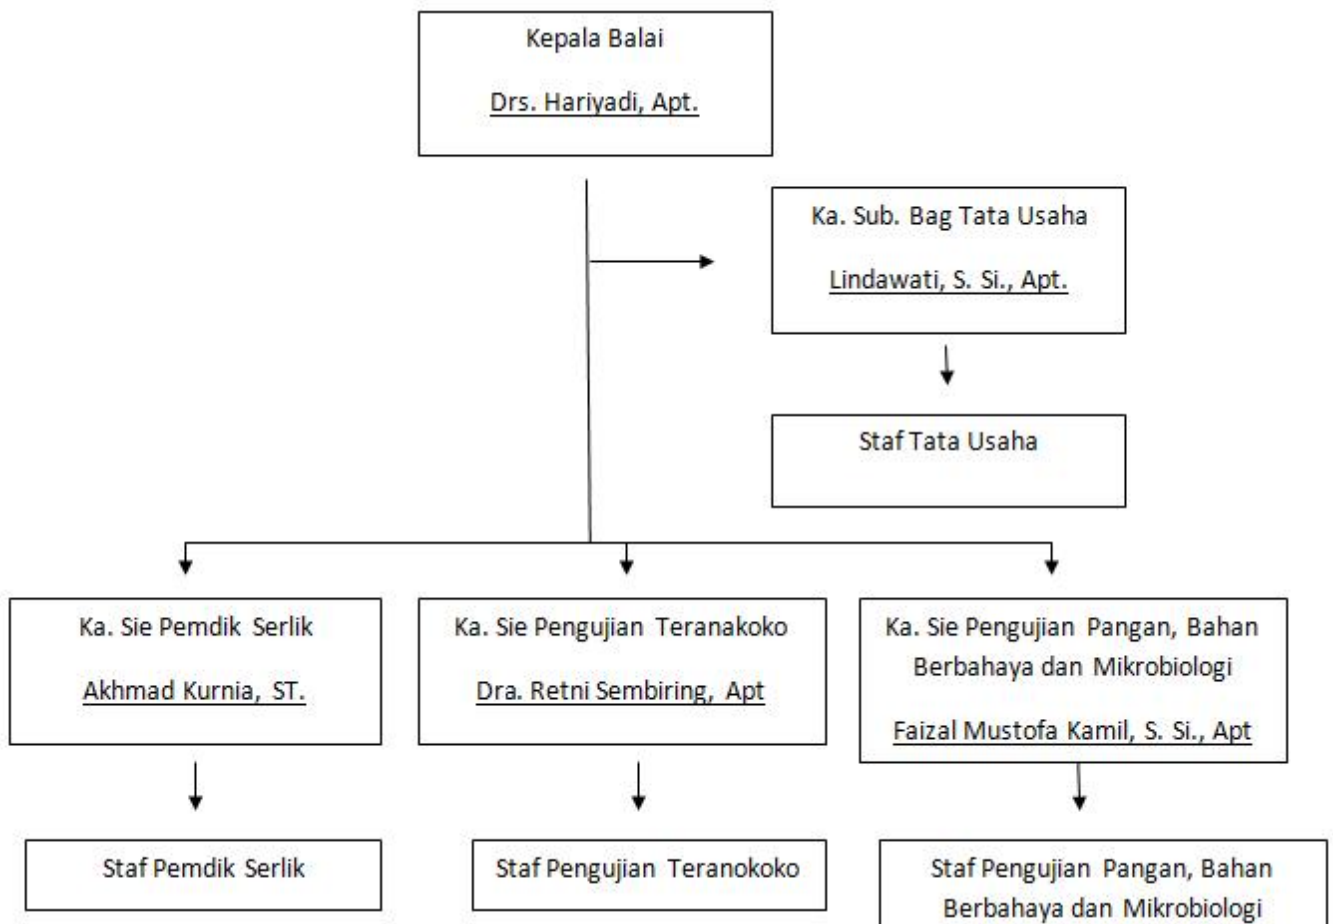 Kepala Balai
Drs. Hariyadi, Apt.
Ka. Sub. Bag Tata Usaha
Lindawati, S. Si., Apt.
Staf Tata Usaha
Ka. Sie Pemdik Serlik
Akhmad Kurnia, ST.
Ka. Sie Pengujian Teranakoko
Dra. Retni Sembiring, Apt
Ka. Sie Pengujian Pangan, Bahan
Berbahaya dan Mikrobiologi
Faizal Mustofa Kamil, S. Si., Apt
Staf Pemdik Serlik
Staf Pengujian Teranokoko
Staf Pengujian Pangan, Bahan
Berbahaya dan Mikrobiologi